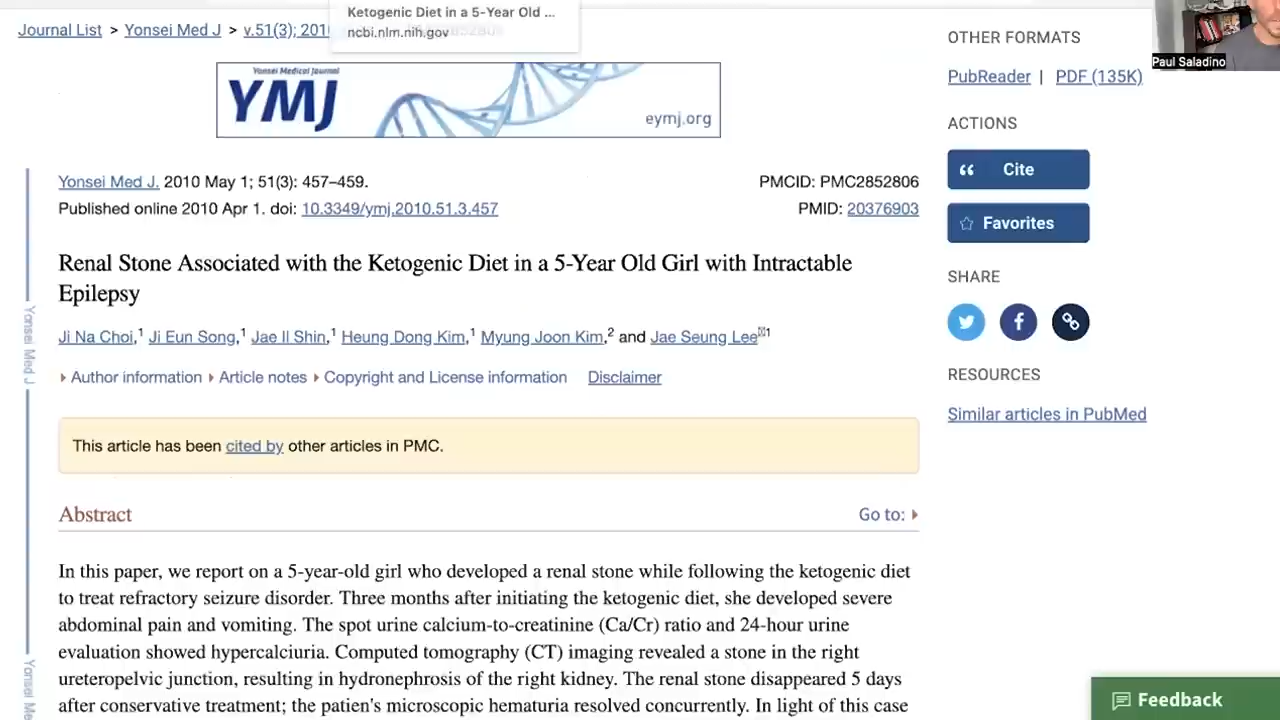 Ketogenic Diet in a 5-Year Old ...
ncbi.nlm.nih.gov
Journal List > Yonsei Med J > v.51(3); 201
Paul Saladino
Yonsei Medical Journal
YMJ
eymj.org
Yonsei Med J. 2010 May 1; 51(3): 457–459.
PMCID: PMC2852806
Published online 2010 Apr 1. doi: 10.3349/ymj.2010.51.3.457
PMID: 20376903
Renal Stone Associated with the Ketogenic Diet in a 5-Year Old Girl with Intractable
Epilepsy
Ji Na Choi,1 Ji Eun Song,1 Jae Il Shin,1 Heung Dong Kim,1 Myung Joon Kim,2 and Jae Seung Lee1
Author information Article notes Copyright and License information Disclaimer
This article has been cited by other articles in PMC.
Abstract
Go to:
In this paper, we report on a 5-year-old girl who developed a renal stone while following the ketogenic diet
to treat refractory seizure disorder. Three months after initiating the ketogenic diet, she developed severe
abdominal pain and vomiting. The spot urine calcium-to-creatinine (Ca/Cr) ratio and 24-hour urine
evaluation showed hypercalciuria. Computed tomography (CT) imaging revealed a stone in the right
ureteropelvic junction, resulting in hydronephrosis of the right kidney. The renal stone disappeared 5 days
after conservative treatment; the patien's microscopic hematuria resolved concurrently. In light of this case
Yonsei Med J
Yonsei Med
OTHER FORMATS
PubReader | PDF (135K)
ACTIONS
Cite
Favorites
SHARE
RESOURCES
Similar articles in PubMed
Feedback